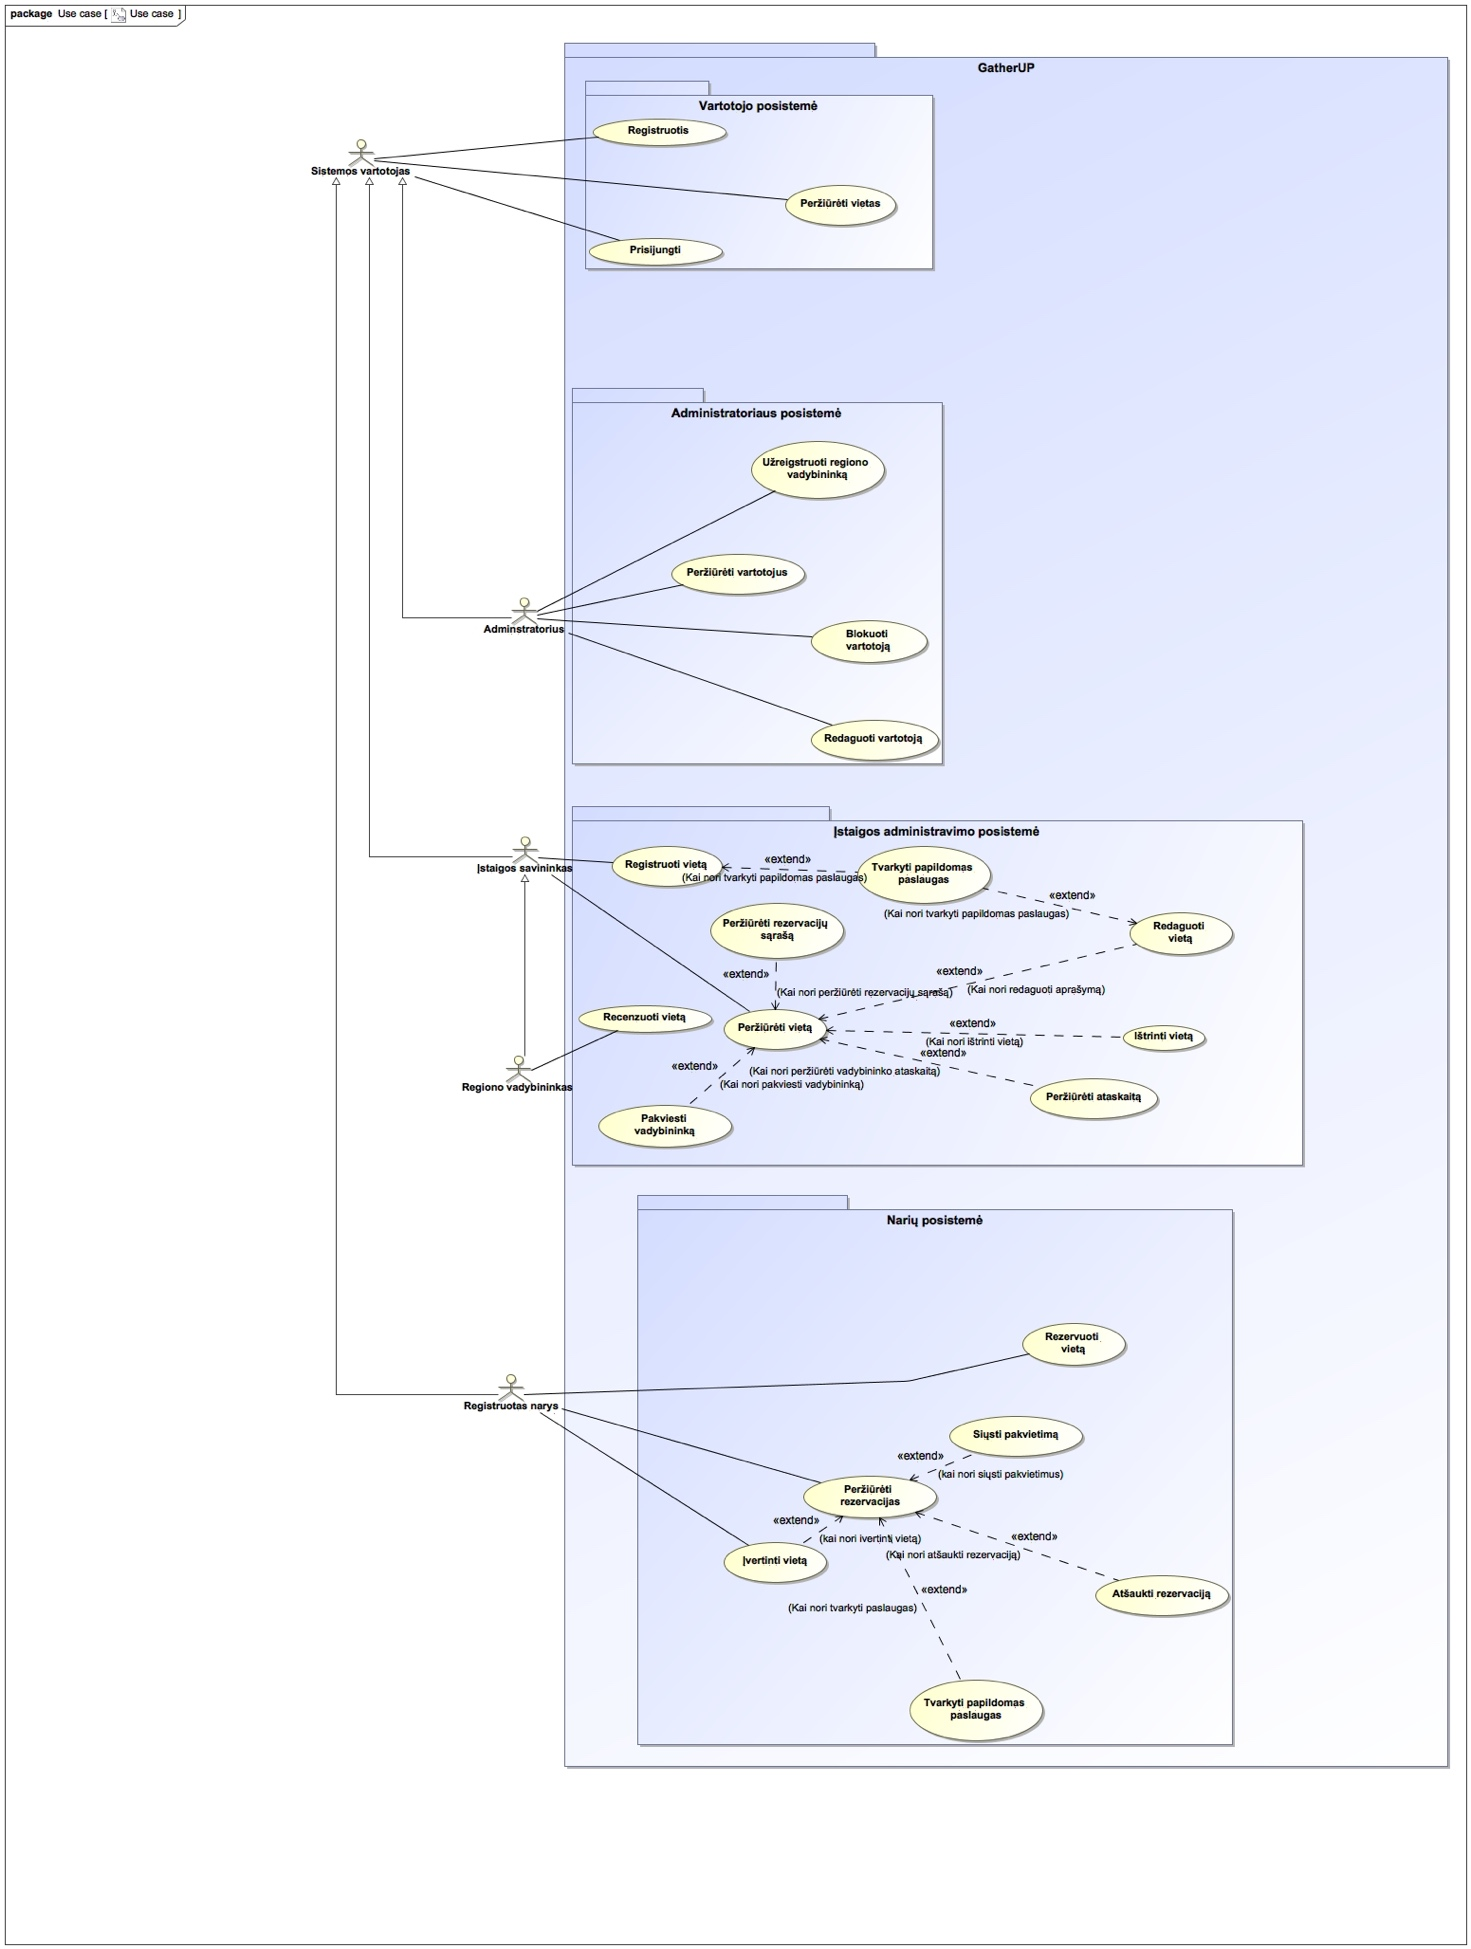 package Use case [ Use case ]
GatherUP
Vartotojo posistemė
Registruotis
Sistemos vartotojas
Peržiūrėti vietas
Prisijungti
Administratoriaus posistemė
Užreigstruoti regiono
vadybininką
Peržiūrėti vartotojus
Adminstratorius
Blokuoti
vartotoją
Redaguoti vartotoją
Įstaigos administravimo posistemė
Įstaigos savininkas
Registruoti vietą
«extend»
(Kai nori tvarkyti papildomas paslaugas)
Tvarkyti papildomas
paslaugas
«extend»
(Kai nori tvarkyti papildomas paslaugas)
Redaguoti
vietą
Peržiūrėti rezervacijų
sąrašą
«extend»
(Kai nori peržiūrėti rezervacijų sąrašą)
«extend»
(Kai nori redaguoti aprašymą)
Recenzuoti vietą
Peržiūrėti vietą
«extend»
(Kai nori ištrinti vietą)
Ištrinti vietą
«extend»
(Kai nori peržiūrėti vadybininko ataskaitą)
«extend»
(Kai nori pakviesti vadybininką)
Regiono vadybininkas
Peržiūrėti ataskaitą
Pakviesti
vadybininką
Narių posistemė
Rezervuoti
vietą
Registruotas narys
Siųsti pakvietimą
«extend»
(kai nori siųsti pakvietimus)
Peržiūrėti
rezervacijas
«extend»
(kai nori ivertinti vietą)
«extend»
(Kai nori atšaukti rezervaciją)
Įvertinti vietą
Atšaukti rezervaciją
«extend»
(Kai nori tvarkyti paslaugas)
Tvarkyti papildomas
paslaugas